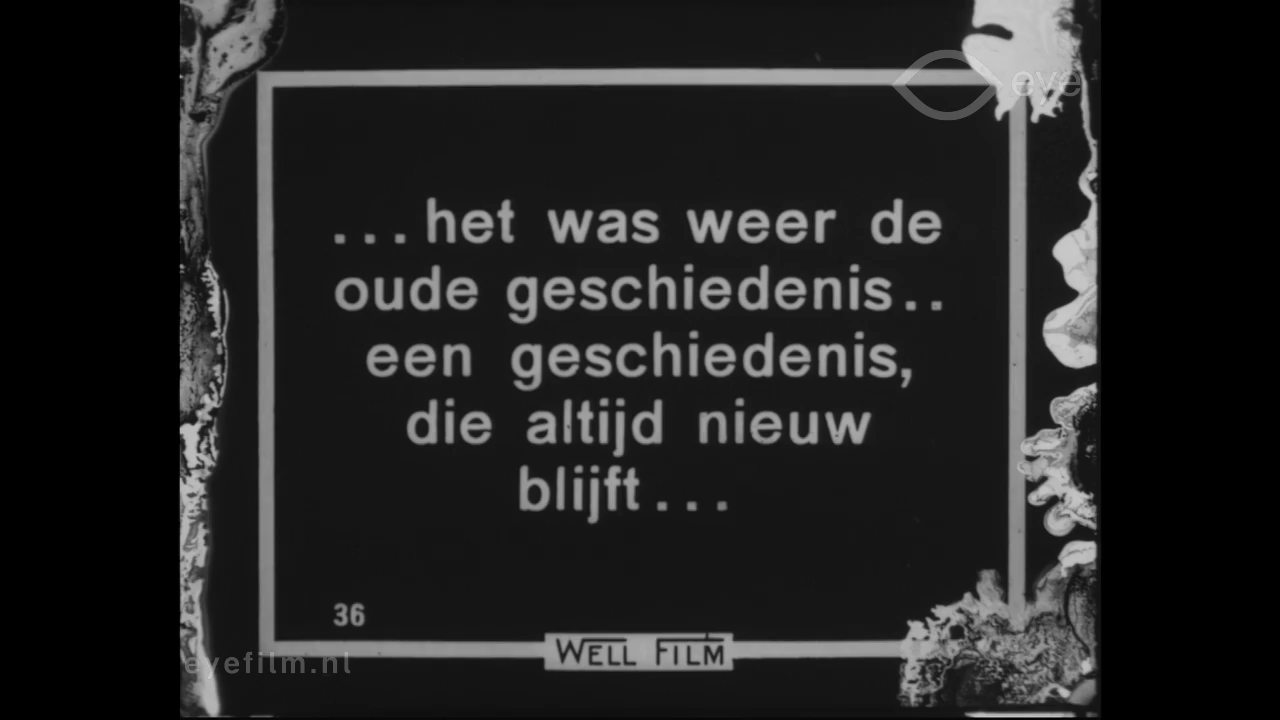 eye
...het was weer de
oude geschiedenis..
een geschiedenis,
die altijd nieuw
blijft...
36
WELL FILM
eyefilm.nl